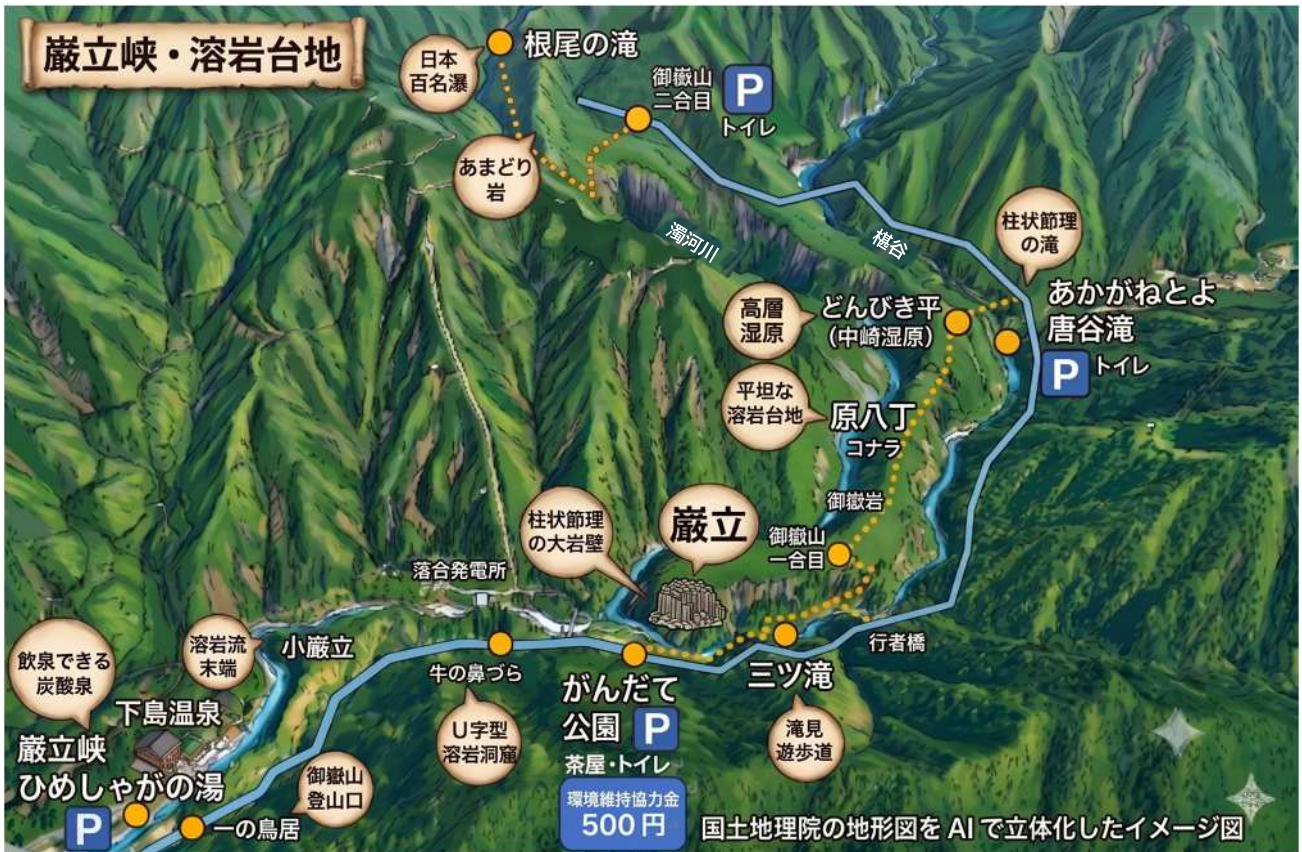 巌立峡・溶岩台地
日本
百名瀑
根尾の滝
御嶽山
二合目
P
トイレ
あまどり
岩
濁河川
椹谷
柱状節理
の滝
あかがねとよ
唐谷滝
P
トイレ
高層
湿原
どんびき平
(中崎湿原)
平坦な
溶岩台地
原八丁
コナラ
御嶽岩
御嶽山
一合目
柱状節理
の大岩壁
巌立
落合発電所
行者橋
三ツ滝
滝見
遊歩道
がんだて
公園
P
茶屋・トイレ
環境維持協力金
500円
牛の鼻づら
U字型
溶岩洞窟
溶岩流
末端
小巌立
飲泉できる
炭酸泉
下島温泉
巌立峡
ひめしゃがの湯
P
御嶽山
登山口
一の鳥居
国土地理院の地形図を AI で立体化したイメージ図